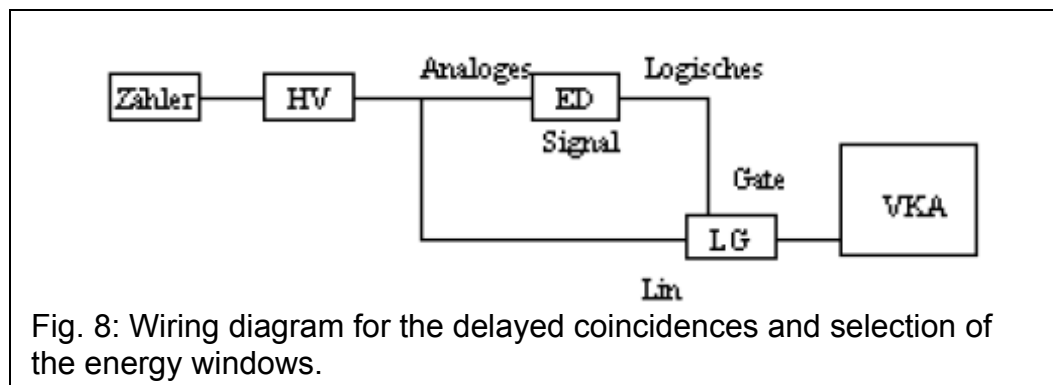 Analoges
Logisches
Zähler
HV
ED
Signal
Gate
VKA
LG
Lin
Fig. 8: Wiring diagram for the delayed coincidences and selection of
the energy windows.